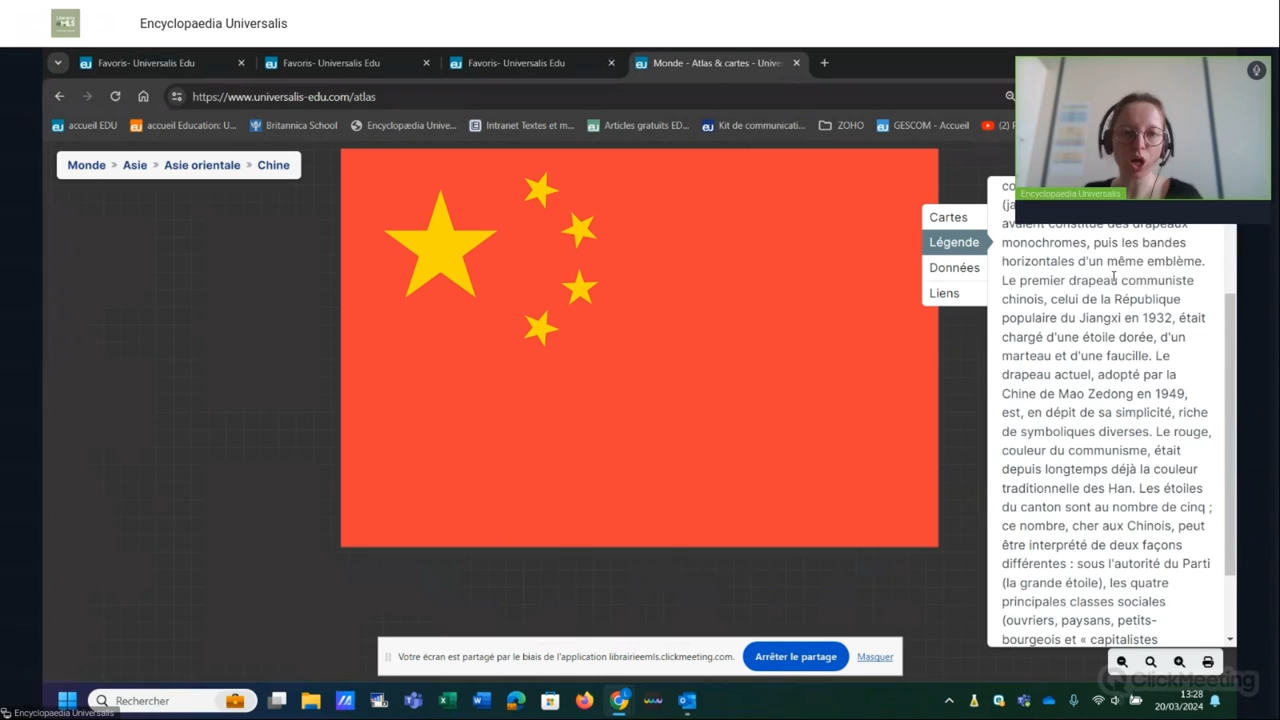 Encyclopaedia Universalis
Favoris- Universalis Edu
Favoris- Universalis Edu
Favoris- Universalis Edu
Monde - Atlas & cartes - Unive
https://www.universalis-edu.com/atlas
accueil EDU
accueil Education: U...
Britannica School
Encyclopædia Unive...
Intranet Textes et m...
Articles gratuits ED...
Kit de communicati...
ZOHO
GESCOM - Accueil
Encyclopaedia Universalis
Monde » Asie » Asie orientale » Chine
Cartes
Légende
Données
Liens
avaient constitué des drapeaux
monochromes, puis les bandes
horizontales d'un même emblème.
Le premier drapeau communiste
chinois, celui de la République
populaire du Jiangxi en 1932, était
chargé d'une étoile dorée, d'un
marteau et d'une faucille. Le
drapeau actuel, adopté par la
Chine de Mao Zedong en 1949,
est, en dépit de sa simplicité, riche
de symboliques diverses. Le rouge,
couleur du communisme, était
depuis longtemps déjà la couleur
traditionnelle des Han. Les étoiles
du canton sont au nombre de cinq ;
ce nombre, cher aux Chinois, peut
être interprété de deux façons
différentes : sous l'autorité du Parti
(la grande étoile), les quatre
principales classes sociales
(ouvriers, paysans, petits-
bourgeois et « capitalistes
Votre écran est partagé par le biais de l'application librairieemls.clickmeeting.com.
Arrêter le partage
Masquer
ClickMeeting
Rechercher
13:28
20/03/2024
Encyclopaedia Universalis